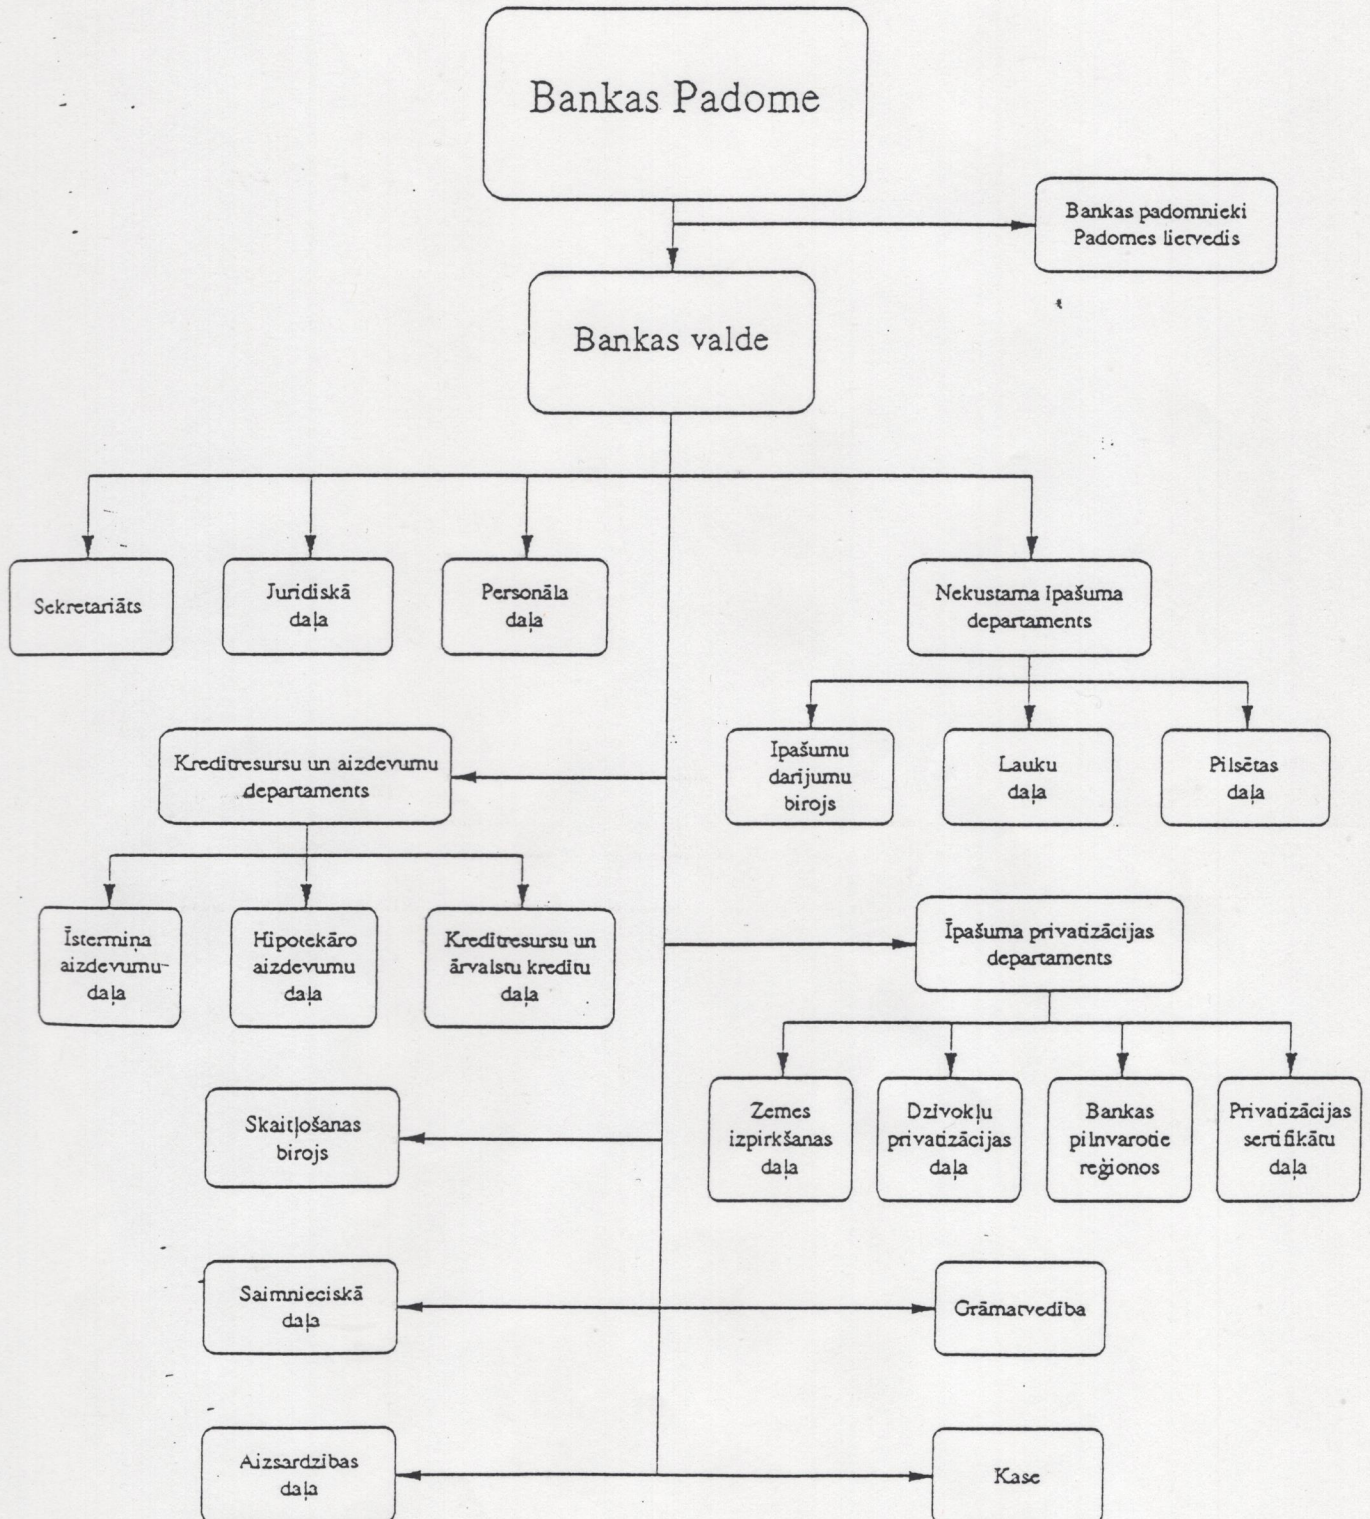 Bankas Padome
Bankas padomnieki
Padomes lietvedis
Bankas valde
Sekretariāts
Juridiskā
daļa
Personāla
daļa
Nekustama īpašuma
departaments
Kreditresursu un aizdevumu
departaments
Īpašumu
darījumu
birojs
Lauku
daļa
Pilsētas
daļa
Īstermiņa
aizdevumu-
daļa
Hipotekāro
aizdevumu
daļa
Kredītresursu un
ārvalstu kredītu
daļa
Īpašuma privatizācijas
departaments
Skaitļošanas
birojs
Zemes
izpirkšanas
daļa
Dzīvokļu
privatizācijas
daļa
Bankas
pilnvarotie
reģionos
Privatizācijas
sertifikātu
daļa
Saimnieciskā
daļa
Grāmatvedība
Aizsardzības
daļa
Kase